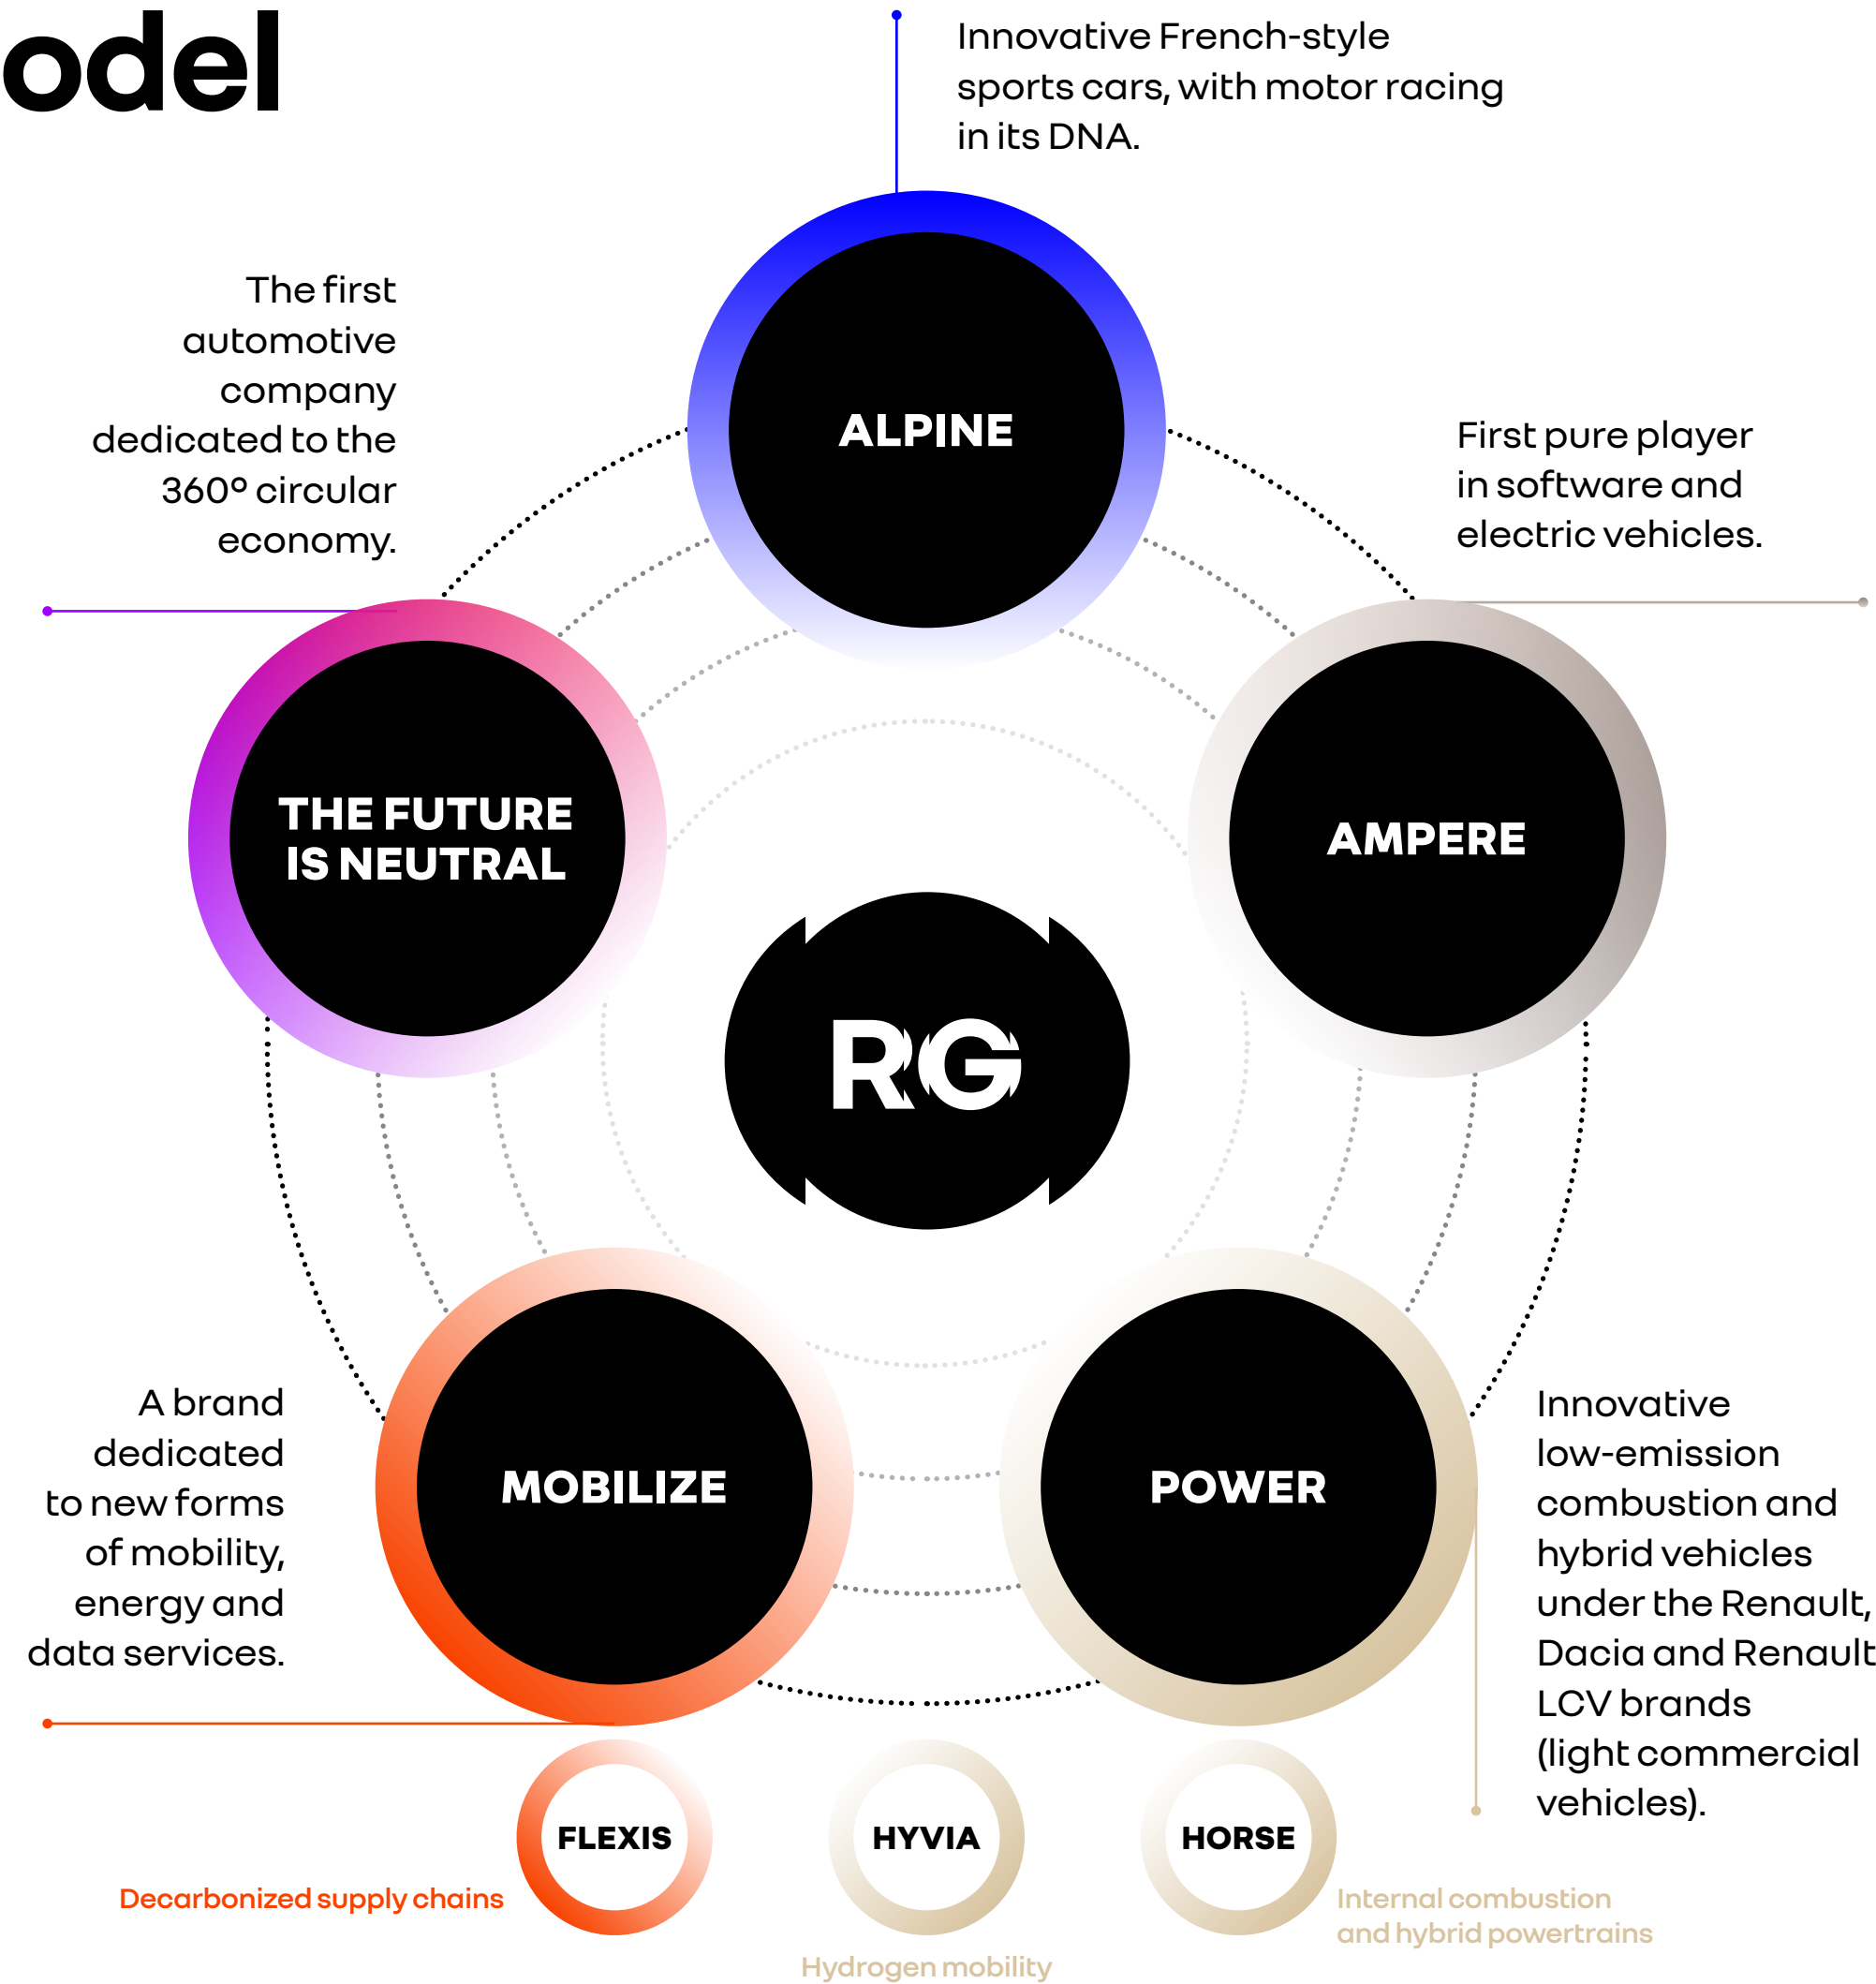 odel
Innovative French-style
sports cars, with motor racing
in its DNA.
The first
automotive
company
dedicated to the
360° circular
economy.
ALPINE
First pure player
in software and
electric vehicles.
THE FUTURE
IS NEUTRAL
AMPERE
RG
A brand
dedicated
to new forms
of mobility,
energy and
data services.
MOBILIZE
POWER
Innovative
low-emission
combustion and
hybrid vehicles
under the Renault,
Dacia and Renault
LCV brands
(light commercial
vehicles).
FLEXIS
HYVIA
HORSE
Decarbonized supply chains
Hydrogen mobility
Internal combustion
and hybrid powertrains